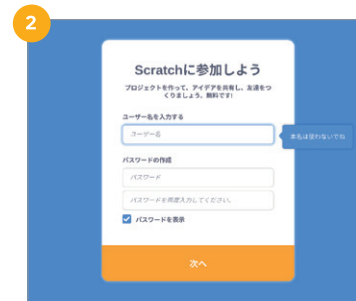 2
Scratchに参加しよう
プロジェクトを作って、アイデアを共有し、友達をつ
くりましょう。無料です!
ユーザー名を入力する
ユーザー名
本名は使わないでね
パスワードの作成
パスワード
パスワードを再度入力してください。
パスワードを表示
次へ